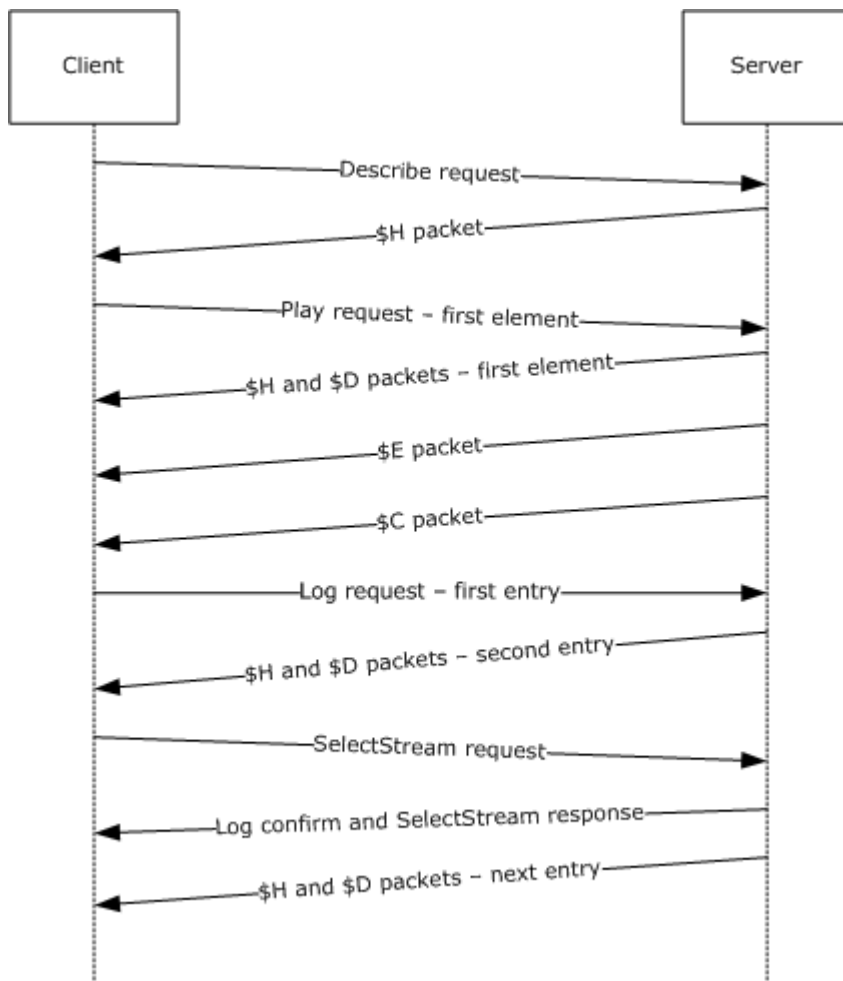 Client
Server
Describe request
$H packet
Play request – first element
$H and $D packets – first element
$E packet
$C packet
Log request – first entry
$H and $D packets – second entry
SelectStream request
Log confirm and SelectStream response
$H and $D packets – next entry